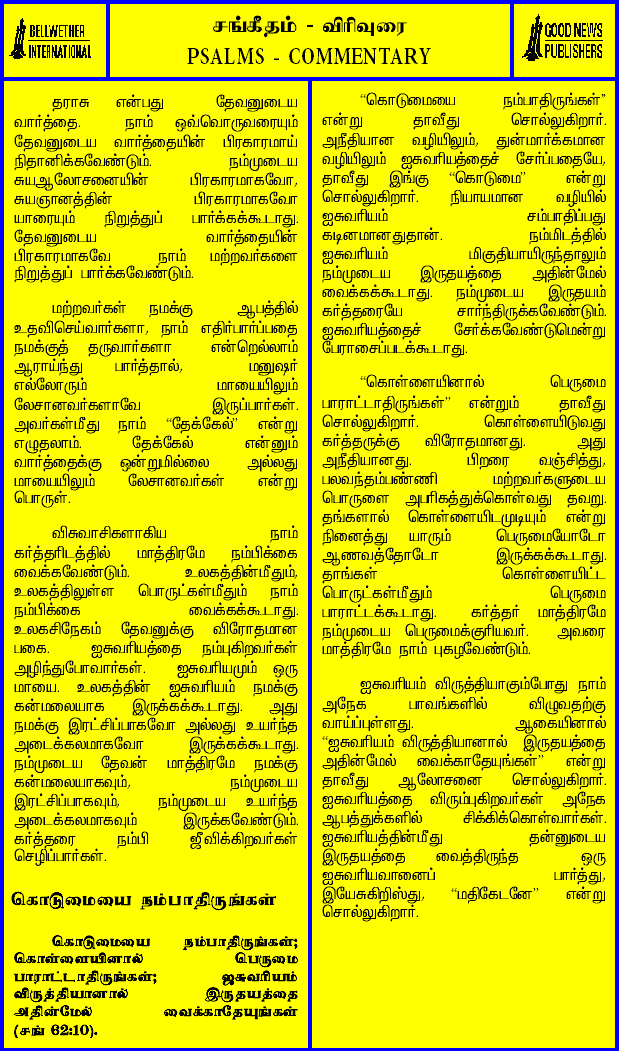 BELLWETHER
INTERNATIONAL
சங்கீதம் - விரிவுரை
PSALMS - COMMENTARY
GOOD NEWS
PUBLISHERS
தராசு என்பது தேவனுடைய
வார்த்தை. நாம் ஒவ்வொருவரையும்
தேவனுடைய வார்த்தையின் பிரகாரமாய்
நிதானிக்கவேண்டும். நம்முடைய
சுயஆலோசனையின் பிரகாரமாகவோ,
சுயஞானத்தின் பிரகாரமாகவோ
யாரையும் நிறுத்துப் பார்க்கக்கூடாது.
தேவனுடைய வார்த்தையின்
பிரகாரமாகவே நாம் மற்றவர்களை
நிறுத்துப் பார்க்கவேண்டும்.
மற்றவர்கள் நமக்கு ஆபத்தில்
உதவிசெய்வார்களா, நாம் எதிர்பார்ப்பதை
நமக்குத் தருவார்களா என்றெல்லாம்
ஆராய்ந்து பார்த்தால், மனுஷர்
எல்லோரும் மாயையிலும்
லேசானவர்களாவே இருப்பார்கள்.
அவர்கள்மீது நாம் “தேக்கேல்” என்று
எழுதலாம். தேக்கேல் என்னும்
வார்த்தைக்கு ஒன்றுமில்லை அல்லது
மாயையிலும் லேசானவர்கள் என்று
பொருள்.
விசுவாசிகளாகிய நாம்
கர்த்தரிடத்தில் மாத்திரமே நம்பிக்கை
வைக்கவேண்டும். உலகத்தின்மீதும்,
உலகத்திலுள்ள பொருட்கள்மீதும் நாம்
நம்பிக்கை வைக்கக்கூடாது.
உலகசிநேகம் தேவனுக்கு விரோதமான
பகை. ஐசுவரியத்தை நம்புகிறவர்கள்
அழிந்துபோவார்கள். ஐசுவரியமும் ஒரு
மாயை. உலகத்தின் ஐசுவரியம் நமக்கு
கன்மலையாக இருக்கக்கூடாது. அது
நமக்கு இரட்சிப்பாகவோ அல்லது உயர்ந்த
அடைக்கலமாகவோ இருக்கக்கூடாது.
நம்முடைய தேவன் மாத்திரமே நமக்கு
கன்மலையாகவும், நம்முடைய
இரட்சிப்பாகவும், நம்முடைய உயர்ந்த
அடைக்கலமாகவும் இருக்கவேண்டும்.
கர்த்தரை நம்பி ஜீவிக்கிறவர்கள்
செழிப்பார்கள்.
கொடுமையை நம்பாதிருங்கள்
கொடுமையை நம்பாதிருங்கள்;
கொள்ளையினால் பெருமை
பாராட்டாதிருங்கள்; ஐசுவரியம்
விருத்தியானால் இருதயத்தை
அதின்மேல் வைக்காதேயுங்கள்
(சங் 62:10).
“கொடுமையை நம்பாதிருங்கள்”
என்று தாவீது சொல்லுகிறார்.
அநீதியான வழியிலும், துன்மார்க்கமான
வழியிலும் ஐசுவரியத்தைச் சேர்ப்பதையே,
தாவீது இங்கு “கொடுமை” என்று
சொல்லுகிறார். நியாயமான வழியில்
ஐசுவரியம் சம்பாதிப்பது
கடினமானதுதான். நம்மிடத்தில்
ஐசுவரியம் மிகுதியாயிருந்தாலும்
நம்முடைய இருதயத்தை அதின்மேல்
வைக்கக்கூடாது. நம்முடைய இருதயம்
கர்த்தரையே சார்ந்திருக்கவேண்டும்.
ஐசுவரியத்தைச் சேர்க்கவேண்டுமென்று
பேராசைப்படக்கூடாது.
“கொள்ளையினால் பெருமை
பாராட்டாதிருங்கள்” என்றும் தாவீது
சொல்லுகிறார். கொள்ளையிடுவது
கர்த்தருக்கு விரோதமானது. அது
அநீதியானது. பிறரை வஞ்சித்து,
பலவந்தம்பண்ணி மற்றவர்களுடைய
பொருளை அபரிகத்துக்கொள்வது தவறு.
தங்களால் கொள்ளையிடமுடியும் என்று
நினைத்து யாரும் பெருமையோடோ
ஆணவத்தோடோ இருக்கக்கூடாது.
தாங்கள் கொள்ளையிட்ட
பொருட்கள்மீதும் பெருமை
பாராட்டக்கூடாது. கர்த்தர் மாத்திரமே
நம்முடைய பெருமைக்குரியவர். அவரை
மாத்திரமே நாம் புகழவேண்டும்.
ஐசுவரியம் விருத்தியாகும்போது நாம்
அநேக பாவங்களில் விழுவதற்கு
வாய்ப்புள்ளது. ஆகையினால்
“ஐசுவரியம் விருத்தியானால் இருதயத்தை
அதின்மேல் வைக்காதேயுங்கள்” என்று
தாவீது ஆலோசனை சொல்லுகிறார்.
ஐசுவரியத்தை விரும்புகிறவர்கள் அநேக
ஆபத்துக்களில் சிக்கிக்கொள்வார்கள்.
ஐசுவரியத்தின்மீது தன்னுடைய
இருதயத்தை வைத்திருந்த ஒரு
ஐசுவரியவானைப் பார்த்து,
இயேசுகிறிஸ்து, “மதிகேடனே” என்று
சொல்லுகிறார்.